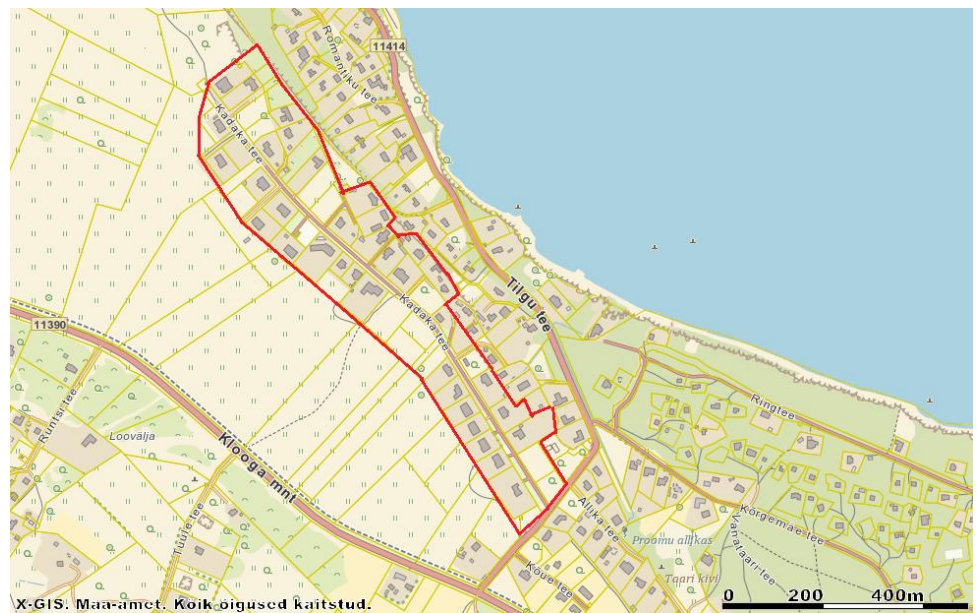 11414
Romantiku tee
Kadaka tee
Tilgu tee
Kadaka tee
11390
Runtsi tee
Loovälja
Klooga mnt
Ringtee
Tuule tee
Allika tee
Kõrgemäe tee
Proomu allikas
Vanataari tee
Taari kivi
Kõue tee
X-GIS. Maa-amet. Kõik õigused kaitstud.
0 200 400m